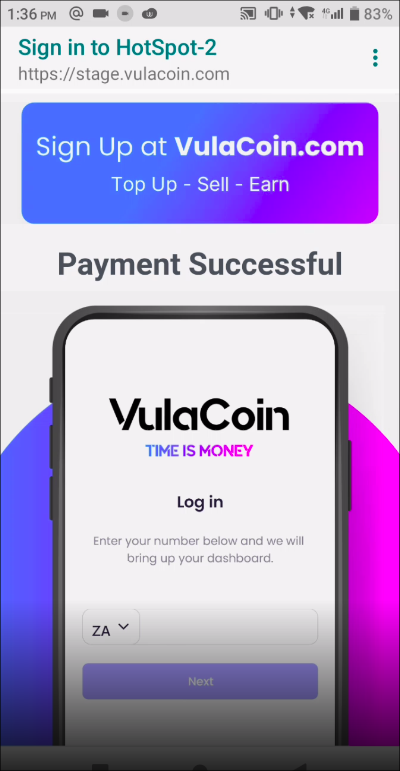 1:36 PM
4G 83%
Sign in to HotSpot-2
https://stage.vulacoin.com
Sign Up at VulaCoin.com
Top Up - Sell - Earn
Payment Successful
VulaCoin
TIME IS MONEY
Log in
Enter your number below and we will
bring up your dashboard.
ZA
Next